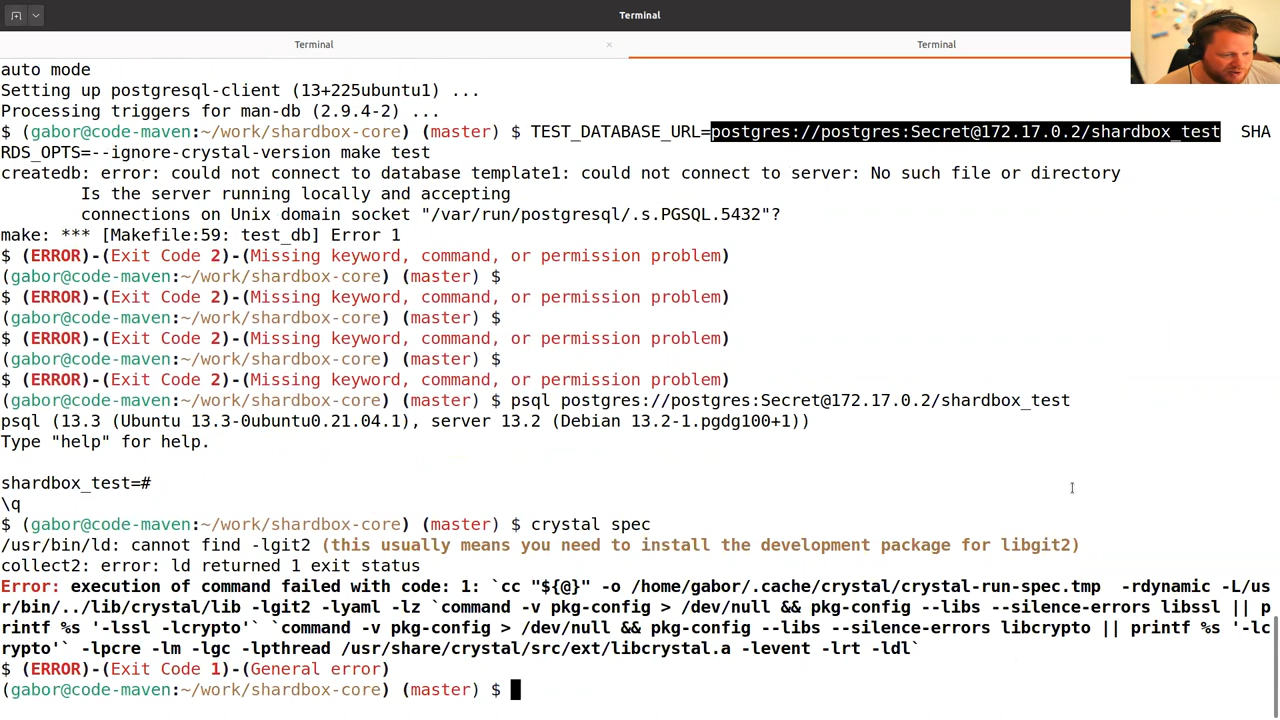 Terminal
Terminal
Terminal
auto mode
Setting up postgresql-client (13+225ubuntu1) ...
Processing triggers for man-db (2.9.4-2) ...
$ (gabor@code-maven:~/work/shardbox-core) (master) $ TEST_DATABASE_URL=postgres://postgres:Secret@172.17.0.2/shardbox_test  SHA
RDS_OPTS=--ignore-crystal-version make test
createdb: error: could not connect to database template1: could not connect to server: No such file or directory
        Is the server running locally and accepting
        connections on Unix domain socket "/var/run/postgresql/.s.PGSQL.5432"?
make: *** [Makefile:59: test_db] Error 1
$ (ERROR)-(Exit Code 2)-(Missing keyword, command, or permission problem)
(gabor@code-maven:~/work/shardbox-core) (master) $
$ (ERROR)-(Exit Code 2)-(Missing keyword, command, or permission problem)
(gabor@code-maven:~/work/shardbox-core) (master) $
$ (ERROR)-(Exit Code 2)-(Missing keyword, command, or permission problem)
(gabor@code-maven:~/work/shardbox-core) (master) $
$ (ERROR)-(Exit Code 2)-(Missing keyword, command, or permission problem)
(gabor@code-maven:~/work/shardbox-core) (master) $ psql postgres://postgres:Secret@172.17.0.2/shardbox_test
psql (13.3 (Ubuntu 13.3-0ubuntu0.21.04.1), server 13.2 (Debian 13.2-1.pgdg100+1))
Type "help" for help.
shardbox_test=#
\q
$ (gabor@code-maven:~/work/shardbox-core) (master) $ crystal spec
/usr/bin/ld: cannot find -lgit2 (this usually means you need to install the development package for libgit2)
collect2: error: ld returned 1 exit status
Error: execution of command failed with code: 1: `cc "${@}" -o /home/gabor/.cache/crystal/crystal-run-spec.tmp  -rdynamic -L/us
r/bin/../lib/crystal/lib -lgit2 -lyaml -lz `command -v pkg-config > /dev/null && pkg-config --libs --silence-errors libssl || p
rintf %s '-lssl -lcrypto'` `command -v pkg-config > /dev/null && pkg-config --libs --silence-errors libcrypto || printf %s '-lc
rypto'` -lpcre -lm -lgc -lpthread /usr/share/crystal/src/ext/libcrystal.a -levent -lrt -ldl`
$ (ERROR)-(Exit Code 1)-(General error)
(gabor@code-maven:~/work/shardbox-core) (master) $